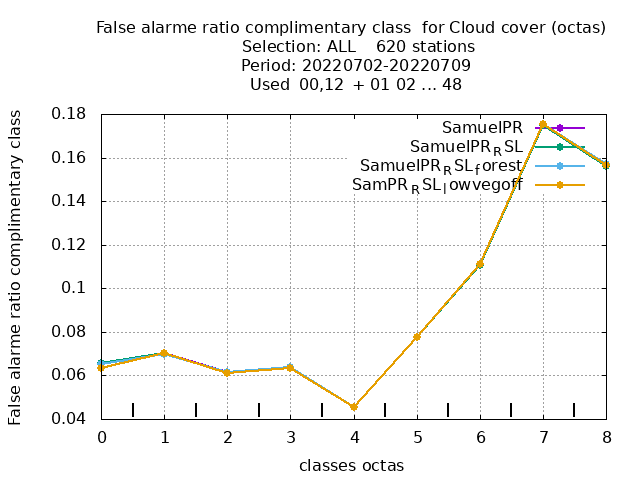 False alarme ratio complimentary class  for Cloud cover (octas)
Selection: ALL    620 stations
Period: 20220702-20220709
Used  00,12  + 01 02 ... 48
False alarme ratio complimentary class
0.18
0.16
0.14
0.12
0.1
0.08
0.06
0.04
SamuelPR
SamuelPR_RSL
SamuelPR_RSL_forest
SamPR_RSL_lowvegoff
0 1 2 3 4 5 6 7 8
classes octas